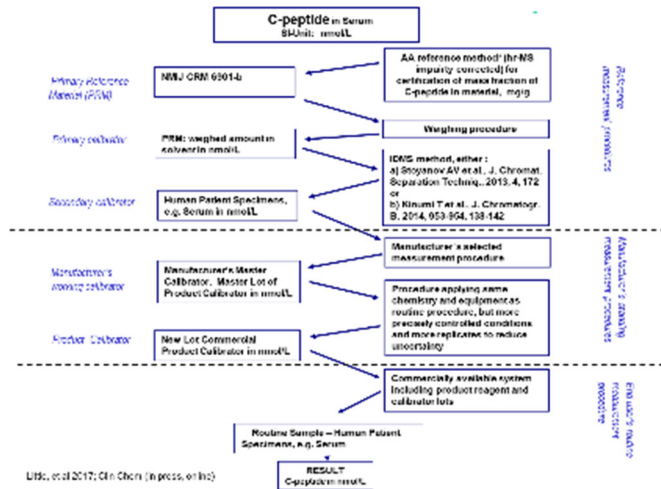 C-peptide in Serum
SI-Unit: nmol/L
Primary Reference
Material (PRM)
NMIJ CRM 6901-b
AA reference method* (hr-MS
impurity corrected) for
certification of mass fraction of
C-peptide in material, mg/g
Reference
measurement procedures
Primary calibrator
PRM: weighed amount in
solvent in nmol/L
Weighing procedure
IDMS method, either :
a) Stoyanov AV et al., J. Chromat.
Separation Techniq., 2013, 4, 172
or
b) Kinumi T et al., J. Chromatogr.
B, 2014, 953-954, 138-142
Secondary calibrator
Human Patient Specimens,
e.g. Serum in nmol/L
Manufacturer's selected
measurement procedure
Manufacturer's standing
measurement procedures
Manufacturer's
working calibrator
Manufacturer's Master
Calibrator, Master Lot of
Product Calibrator in nmol/L
Procedure applying same
chemistry and equipment as
routine procedure, but more
precisely controlled conditions
and more replicates to reduce
uncertainty
Product Calibrator
New Lot Commercial
Product Calibrator in nmol/L
Commercially available system
including product reagent and
calibrator lots
End user's routine
measurement
procedure
Routine Sample – Human Patient
Specimens, e.g. Serum
RESULT
C-peptide in nmol/L
Little, et al 2017; Clin Chem (in press, online)